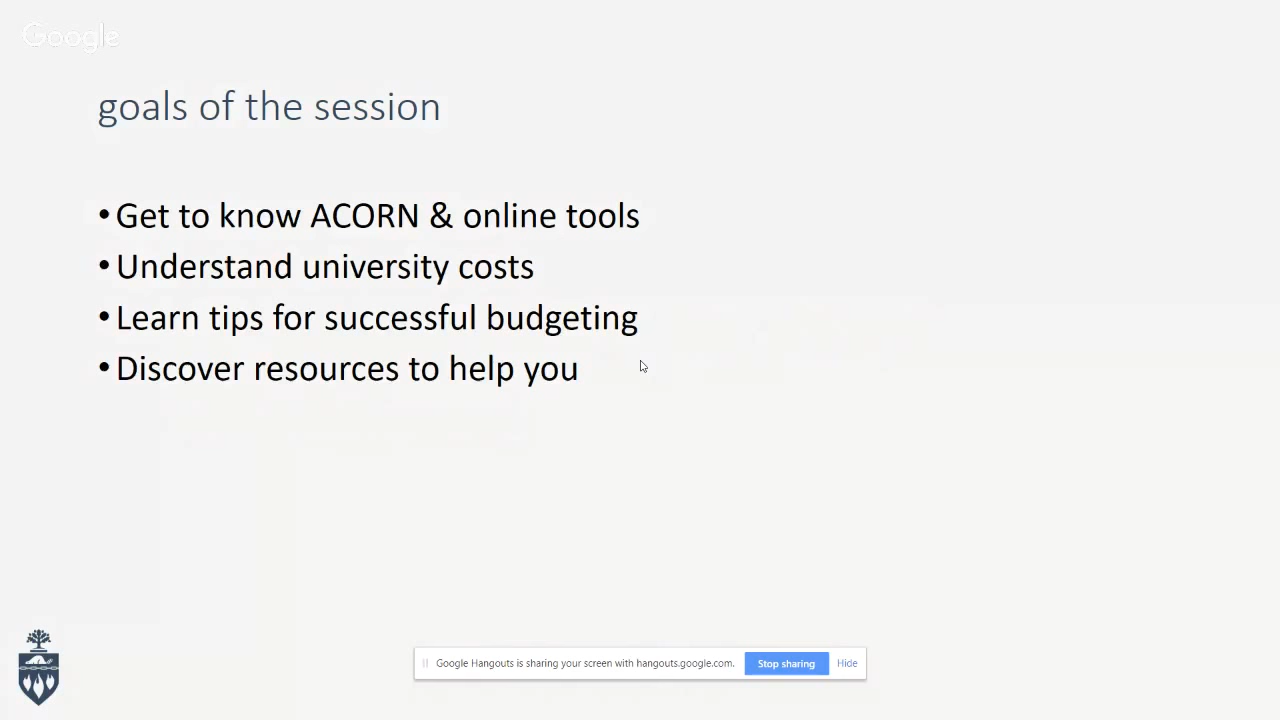 Google
goals of the session
• Get to know ACORN & online tools
• Understand university costs
• Learn tips for successful budgeting
• Discover resources to help you
Google Hangouts is sharing your screen with hangouts.google.com. Stop sharing Hide